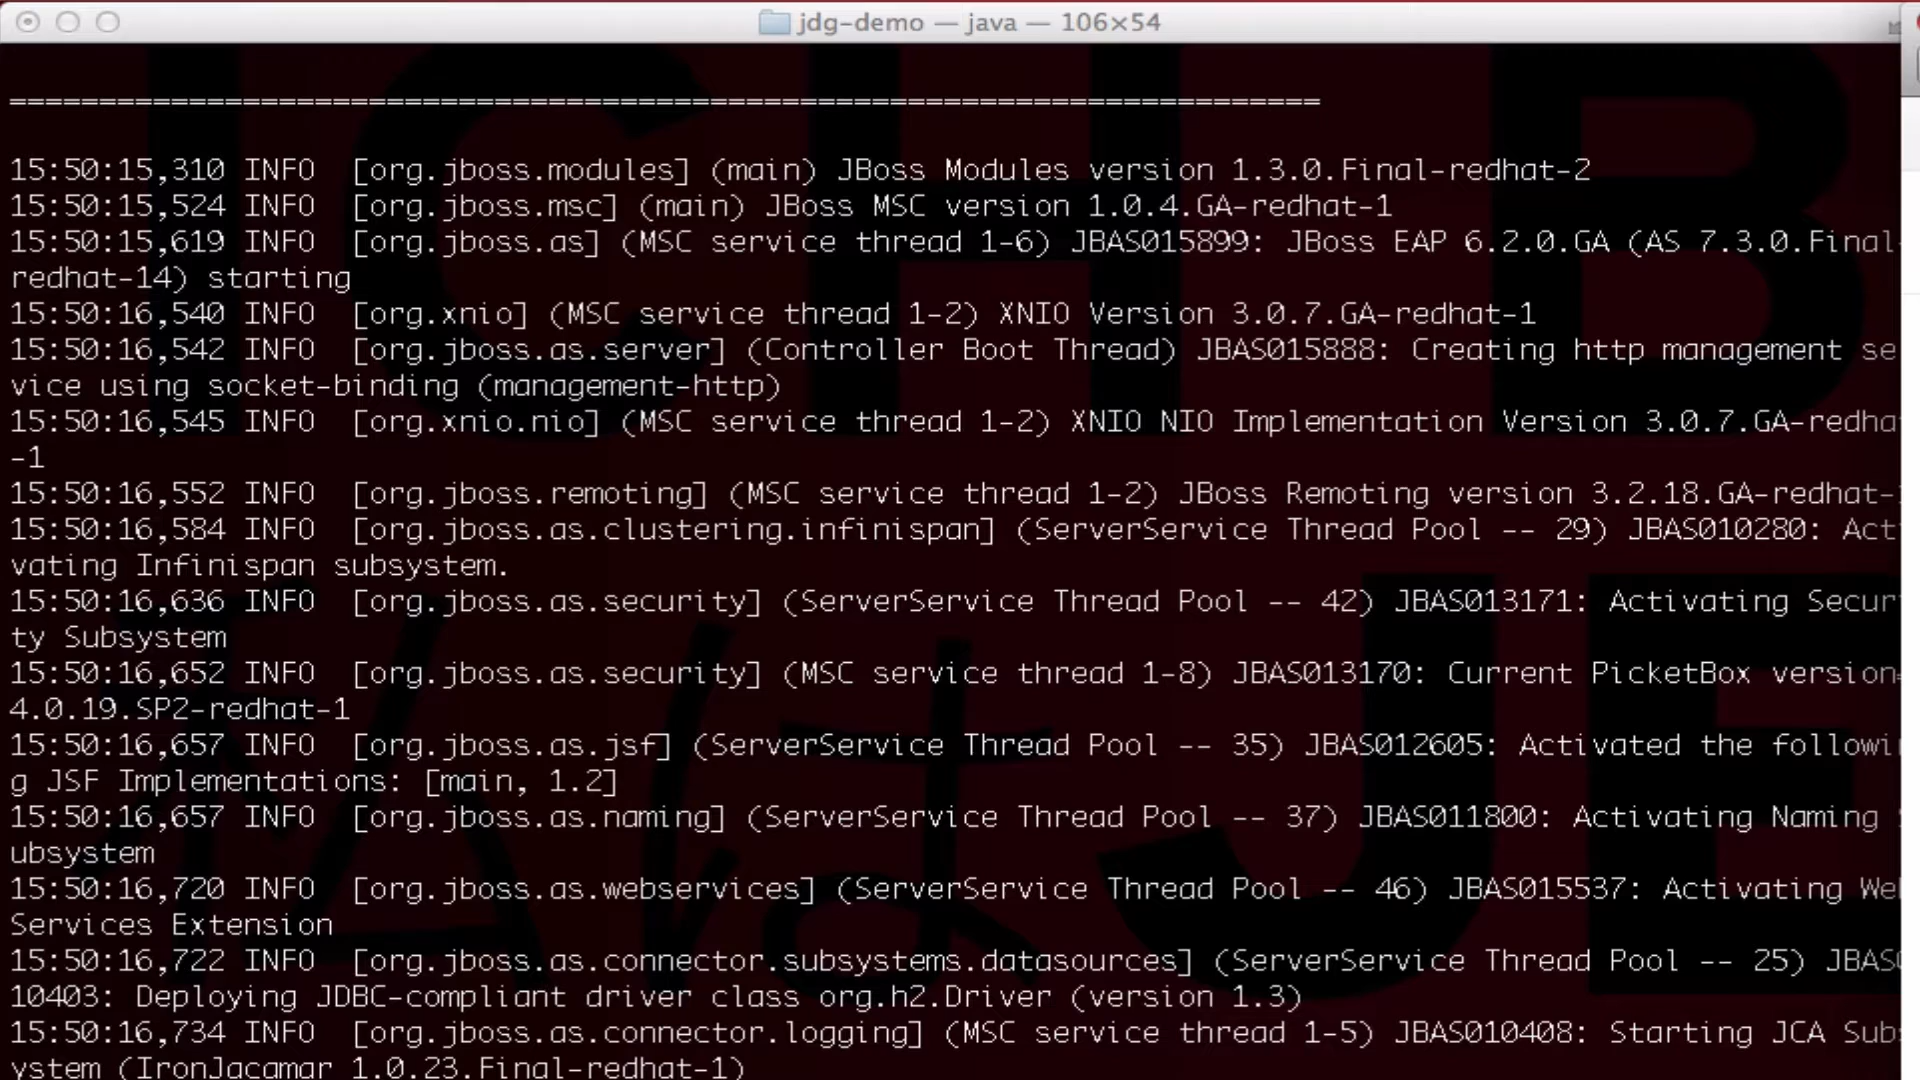 jdg-demo — java — 106×54
=========================================================================
15:50:15,310 INFO  [org.jboss.modules] (main) JBoss Modules version 1.3.0.Final-redhat-2
15:50:15,524 INFO  [org.jboss.msc] (main) JBoss MSC version 1.0.4.GA-redhat-1
15:50:15,619 INFO  [org.jboss.as] (MSC service thread 1-6) JBAS015899: JBoss EAP 6.2.0.GA (AS 7.3.0.Final-
redhat-14) starting
15:50:16,540 INFO  [org.xnio] (MSC service thread 1-2) XNIO Version 3.0.7.GA-redhat-1
15:50:16,542 INFO  [org.jboss.as.server] (Controller Boot Thread) JBAS015888: Creating http management se
vice using socket-binding (management-http)
15:50:16,545 INFO  [org.xnio.nio] (MSC service thread 1-2) XNIO NIO Implementation Version 3.0.7.GA-redha
-1
15:50:16,552 INFO  [org.jboss.remoting] (MSC service thread 1-2) JBoss Remoting version 3.2.18.GA-redhat-
15:50:16,584 INFO  [org.jboss.as.clustering.infinispan] (ServerService Thread Pool -- 29) JBAS010280: Act
vating Infinispan subsystem.
15:50:16,636 INFO  [org.jboss.as.security] (ServerService Thread Pool -- 42) JBAS013171: Activating Secur
ty Subsystem
15:50:16,652 INFO  [org.jboss.as.security] (MSC service thread 1-8) JBAS013170: Current PicketBox version=
4.0.19.SP2-redhat-1
15:50:16,657 INFO  [org.jboss.as.jsf] (ServerService Thread Pool -- 35) JBAS012605: Activated the followi
g JSF Implementations: [main, 1.2]
15:50:16,657 INFO  [org.jboss.as.naming] (ServerService Thread Pool -- 37) JBAS011800: Activating Naming S
ubsystem
15:50:16,720 INFO  [org.jboss.as.webservices] (ServerService Thread Pool -- 46) JBAS015537: Activating We
Services Extension
15:50:16,722 INFO  [org.jboss.as.connector.subsystems.datasources] (ServerService Thread Pool -- 25) JBAS0
10403: Deploying JDBC-compliant driver class org.h2.Driver (version 1.3)
15:50:16,734 INFO  [org.jboss.as.connector.logging] (MSC service thread 1-5) JBAS010408: Starting JCA Subs
ystem (IronJacamar 1.0.23.Final-redhat-1)